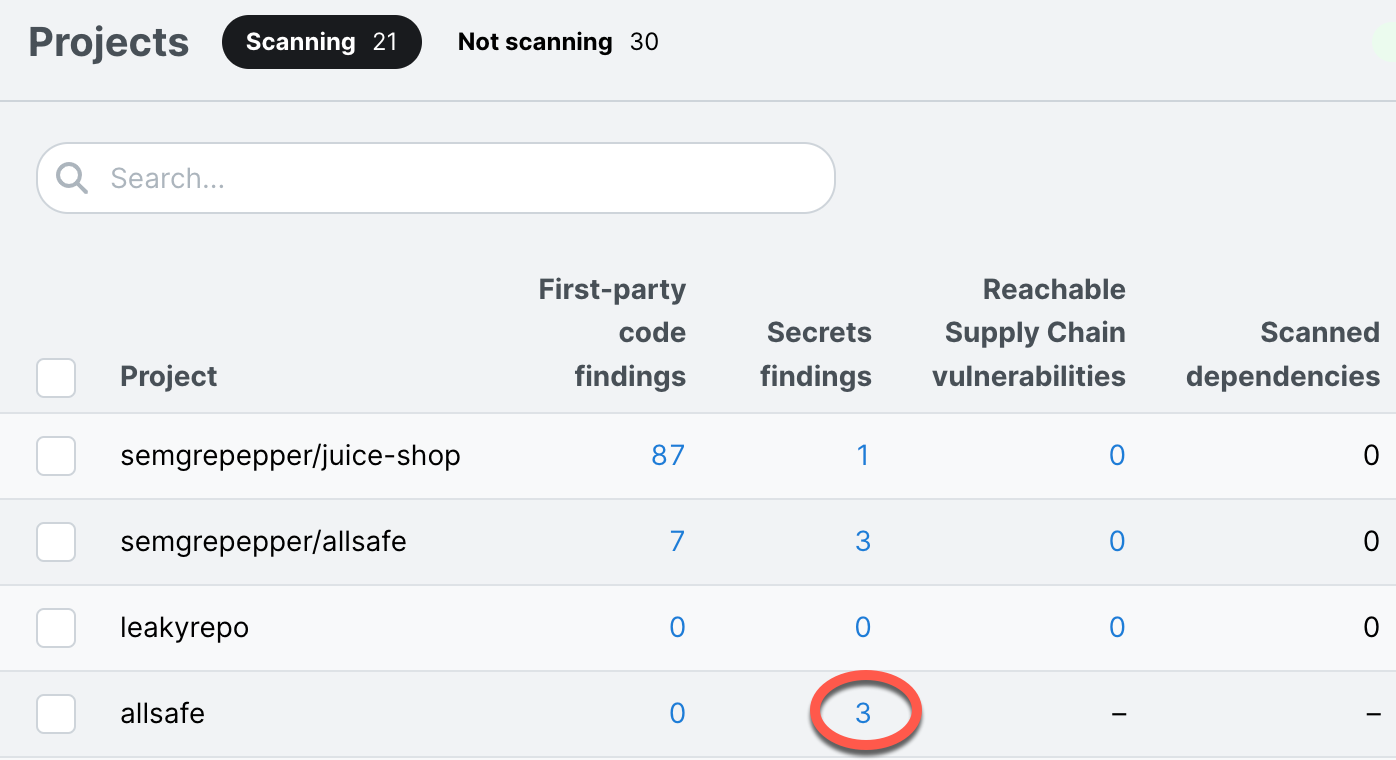 Projects Scanning 21 Not scanning 30
Search...
First-party
code
findings
Secrets
findings
Reachable
Supply Chain
vulnerabilities
Scanned
dependencies
Project
semgrepepper/juice-shop 87 1 0 0
semgrepepper/allsafe 7 3 0 0
leakyrepo 0 0 0 0
allsafe 0 3 – –